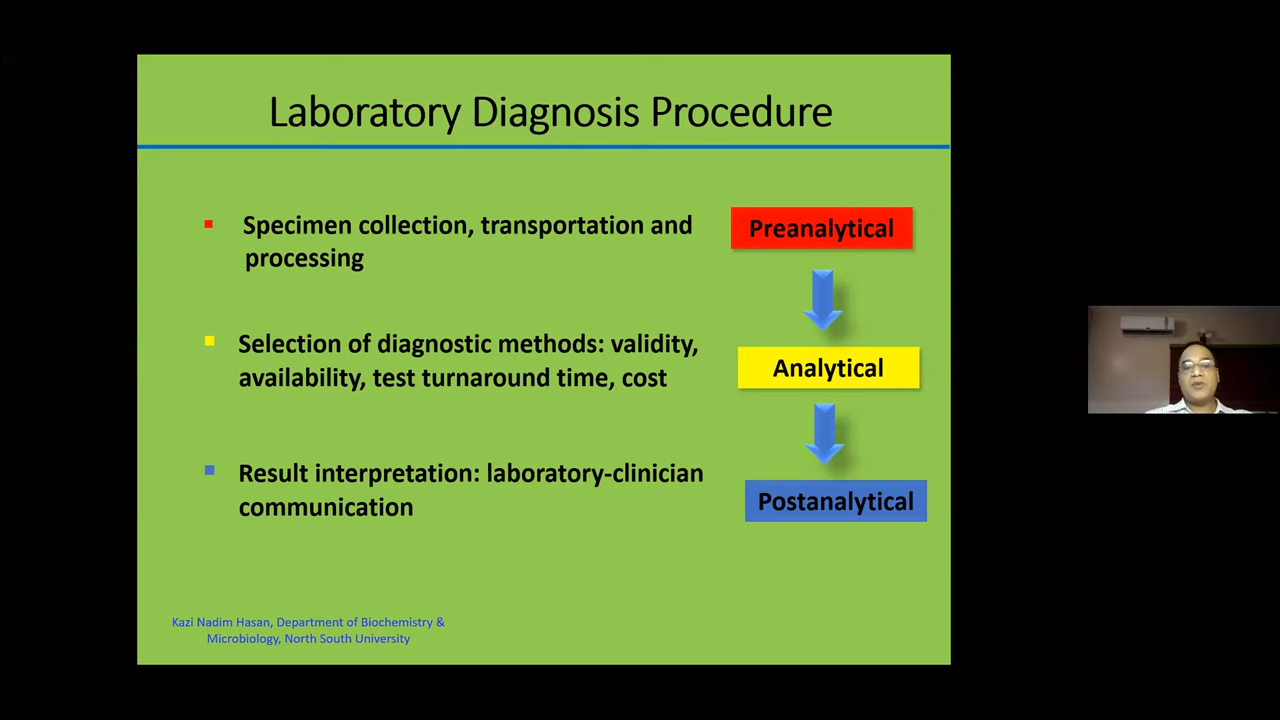 Laboratory Diagnosis Procedure
Specimen collection, transportation and
processing
Preanalytical
Selection of diagnostic methods: validity,
availability, test turnaround time, cost
Analytical
Result interpretation: laboratory-clinician
communication
Postanalytical
Kazi Nadim Hasan, Department of Biochemistry &
Microbiology, North South University